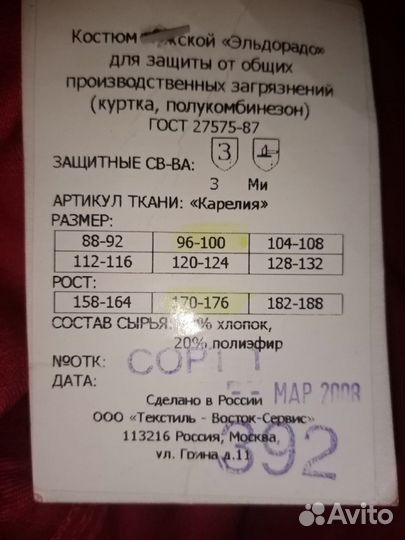 Костюм «Эльдорадо»
для защиты от общих
производственных загрязнений
(куртка, полукомбинезон)
ГОСТ 27575-87
ЗАЩИТНЫЕ СВ-ВА: З
З Ми
АРТИКУЛ ТКАНИ: «Карелия»
РАЗМЕР:
88-92 96-100 104-108
112-116 120-124 128-132
РОСТ:
158-164 170-176 182-188
СОСТАВ СЫРЬЯ: хлопок,
20% полиэфир
№ОТК: СОРТ 1
ДАТА: МАР 2008
Сделано в России
ООО «Текстиль - Восток-Сервис»
113216 Россия, Москва,
ул. Грина д.11
392
Avito